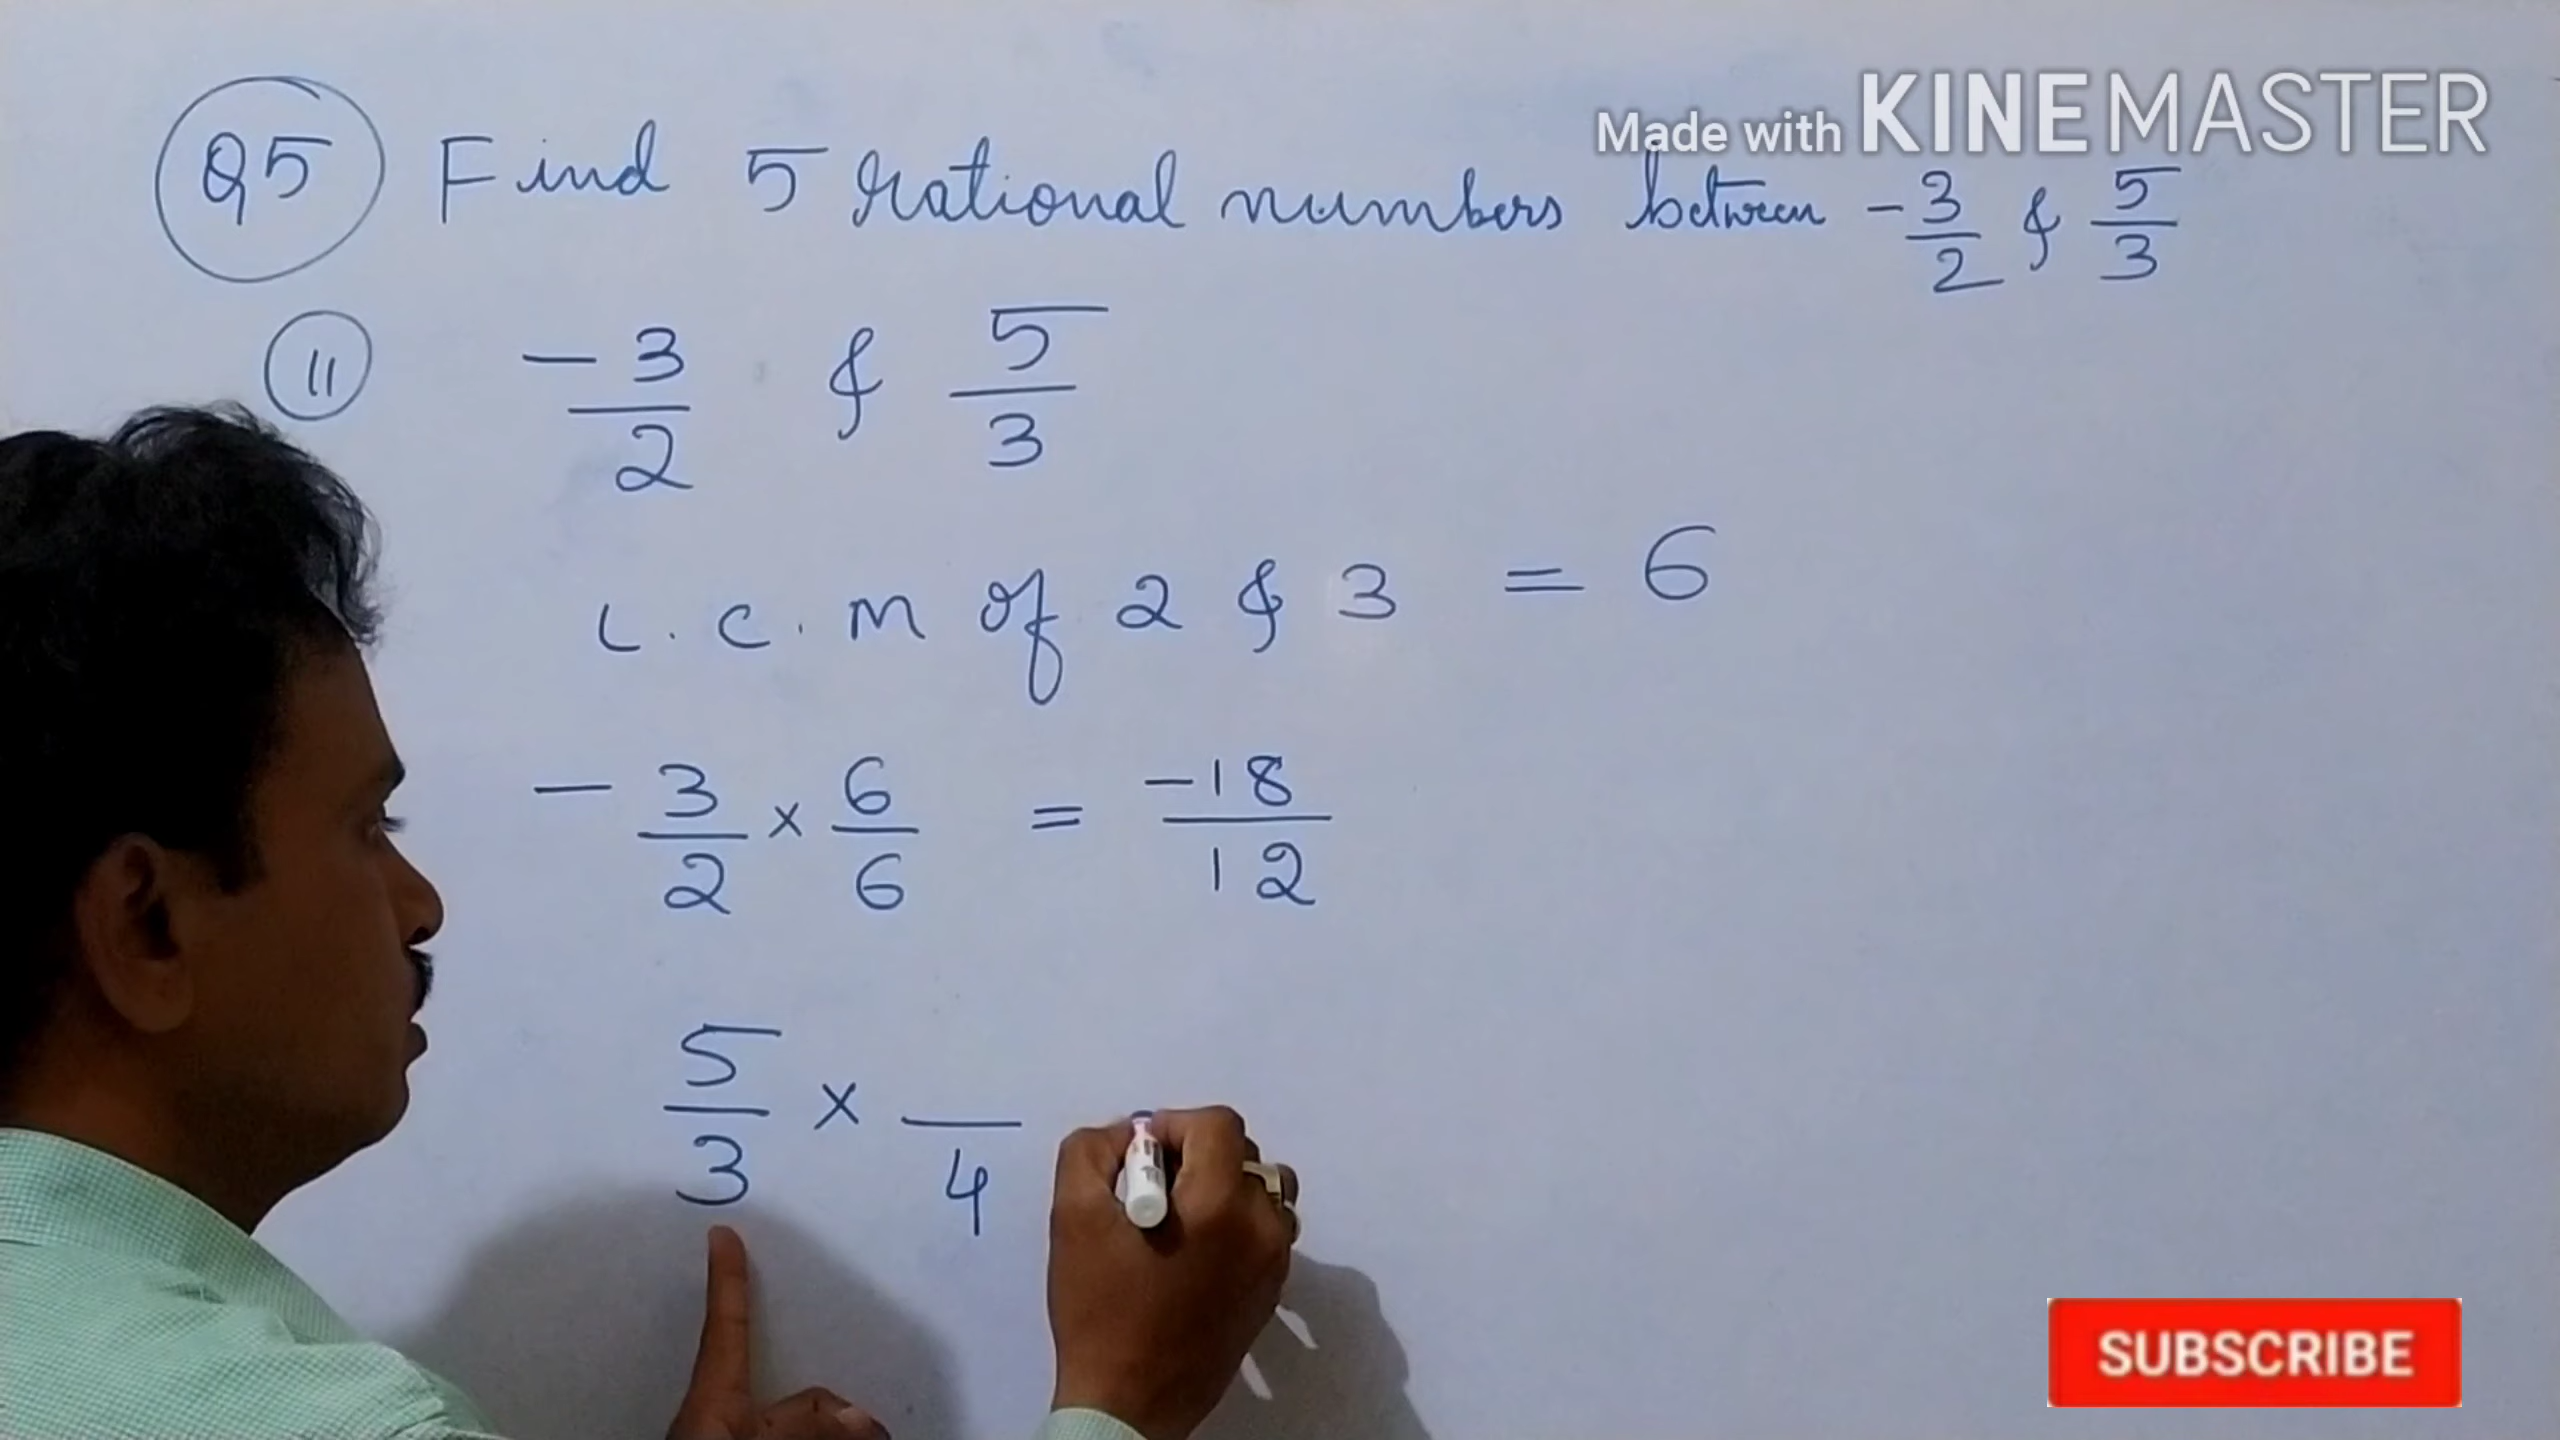 Made with KINEMASTER
Q5 Find 5 rational numbers between -3/2 & 5/3
11 -3/2 & 5/3
L.C.M of 2 & 3 = 6
-3/2 × 6/6 = -18/12
5/3 × /4
SUBSCRIBE